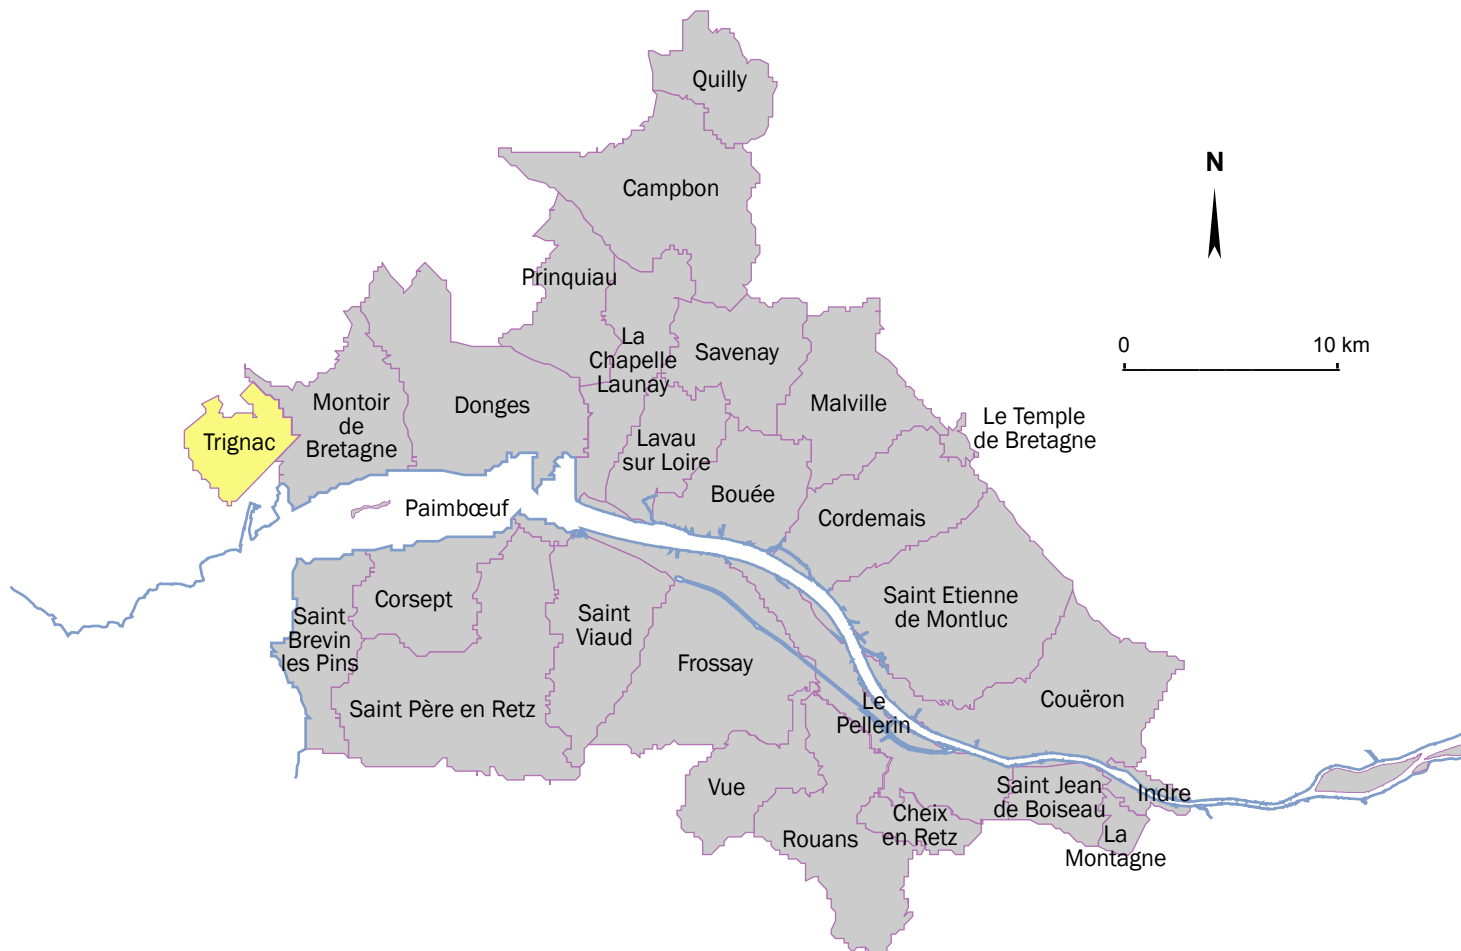 Quilly
N
Campbon
Prinquiau
0 10 km
La
Chapelle
Launay
Savenay
Montoir
de
Bretagne
Donges
Malville
Le Temple
de Bretagne
Trignac
Lavau
sur Loire
Bouée
Paimbœuf
Cordemais
Corsept
Saint
Brevin
les Pins
Saint
Viaud
Saint Etienne
de Montluc
Frossay
Saint Père en Retz
Le
Pellerin
Couëron
Vue
Saint Jean
de Boiseau
Indre
Rouans
Cheix
en Retz
La
Montagne